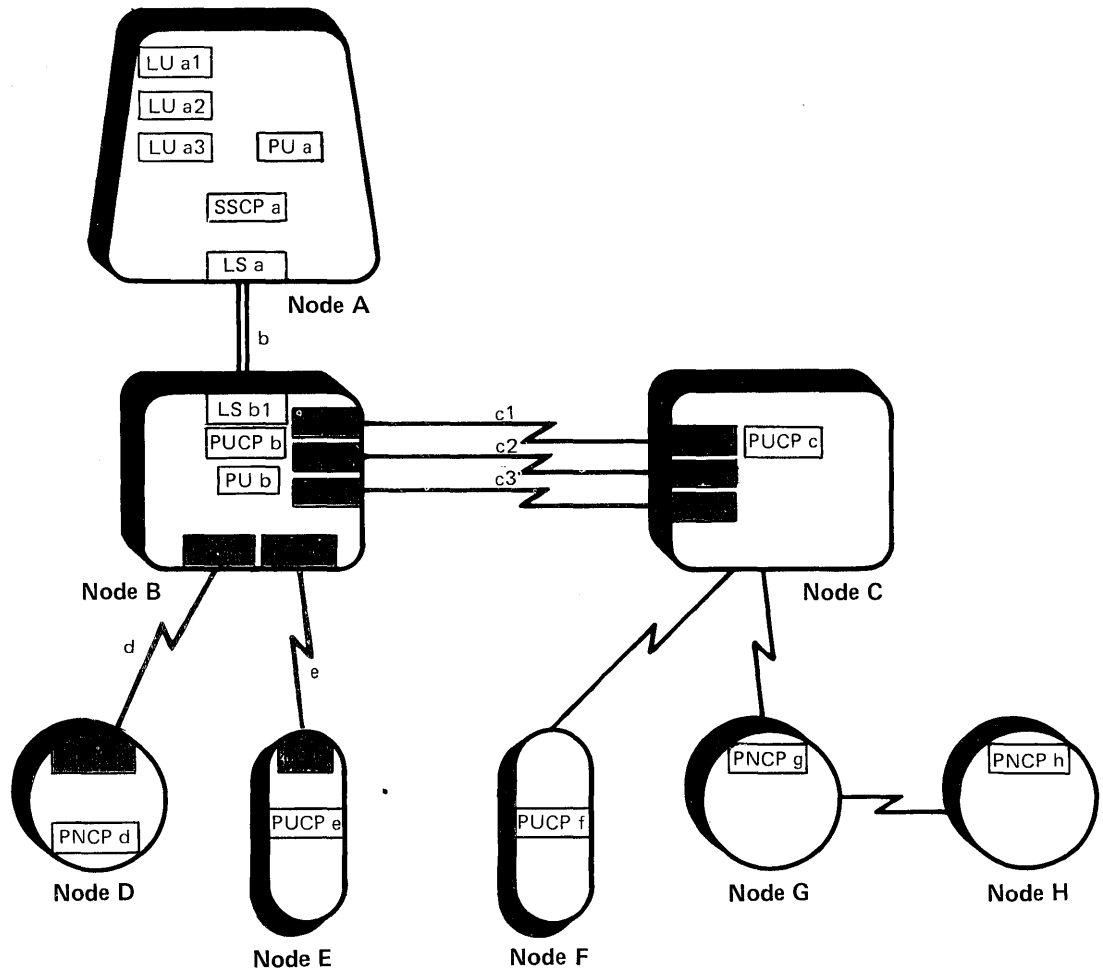 LU a1
LU a2
LU a3
PU a
SSCP a
LS a
Node A
b
LS b1
PUCP b
PU b
c1
c2
c3
PUCP c
Node B
Node C
d
e
PNCP d
PUCP e
PUCP f
PNCP g
PNCP h
Node D
Node E
Node F
Node G
Node H